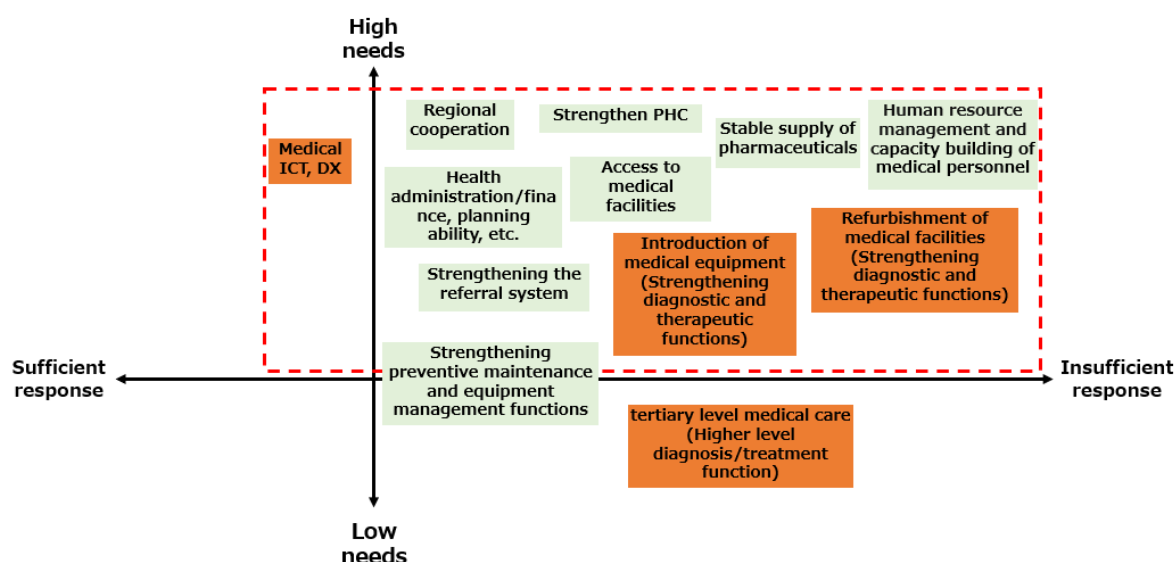 High
needs
Regional
cooperation
Strengthen PHC
Stable supply of
pharmaceuticals
Human resource
management and
capacity building of
medical personnel
Medical
ICT, DX
Health
administration/fina
nce, planning
ability, etc.
Access to
medical
facilities
Refurbishment of
medical facilities
(Strengthening
diagnostic and
therapeutic functions)
Introduction of
medical equipment
(Strengthening
diagnostic and
therapeutic
functions)
Strengthening the
referral system
Strengthening
preventive maintenance
and equipment
management functions
Sufficient
response
Insufficient
response
tertiary level medical care
(Higher level
diagnosis/treatment
function)
Low
needs